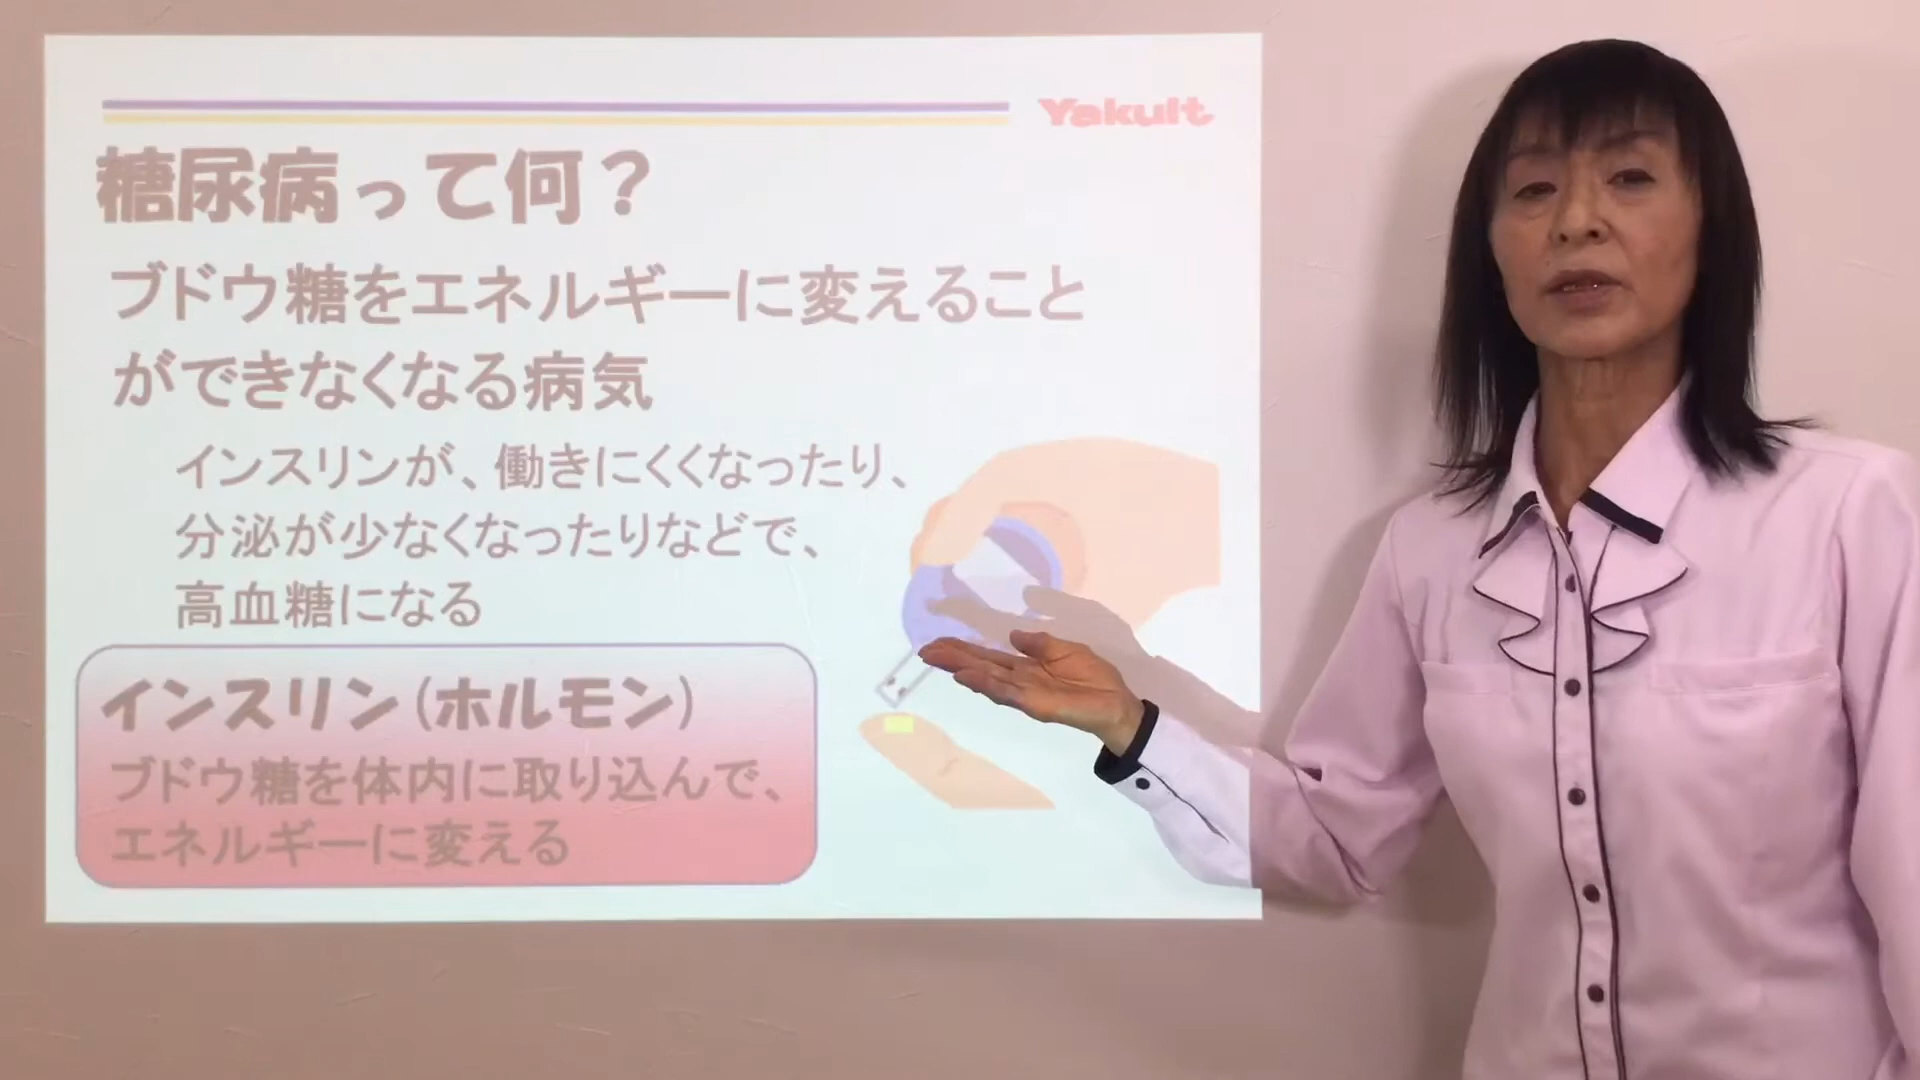 Yakult
糖尿病って何？
ブドウ糖をエネルギーに変えること
ができなくなる病気
インスリンが、働きにくくなったり、
分泌が少なくなったりなどで、
高血糖になる
インスリン(ホルモン)
ブドウ糖を体内に取り込んで、
エネルギーに変える